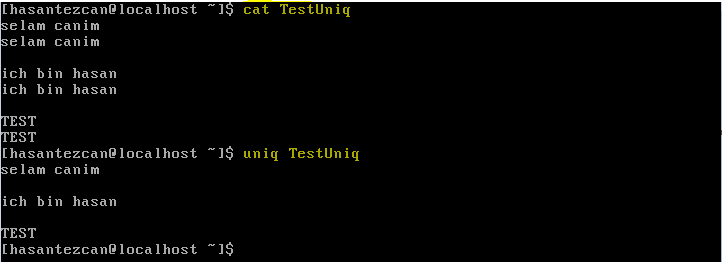 [hasantezcan@localhost ~]$ cat TestUniq
selam canim
selam canim
ich bin hasan
ich bin hasan
TEST
TEST
[hasantezcan@localhost ~]$ uniq TestUniq
selam canim
ich bin hasan
TEST
[hasantezcan@localhost ~]$